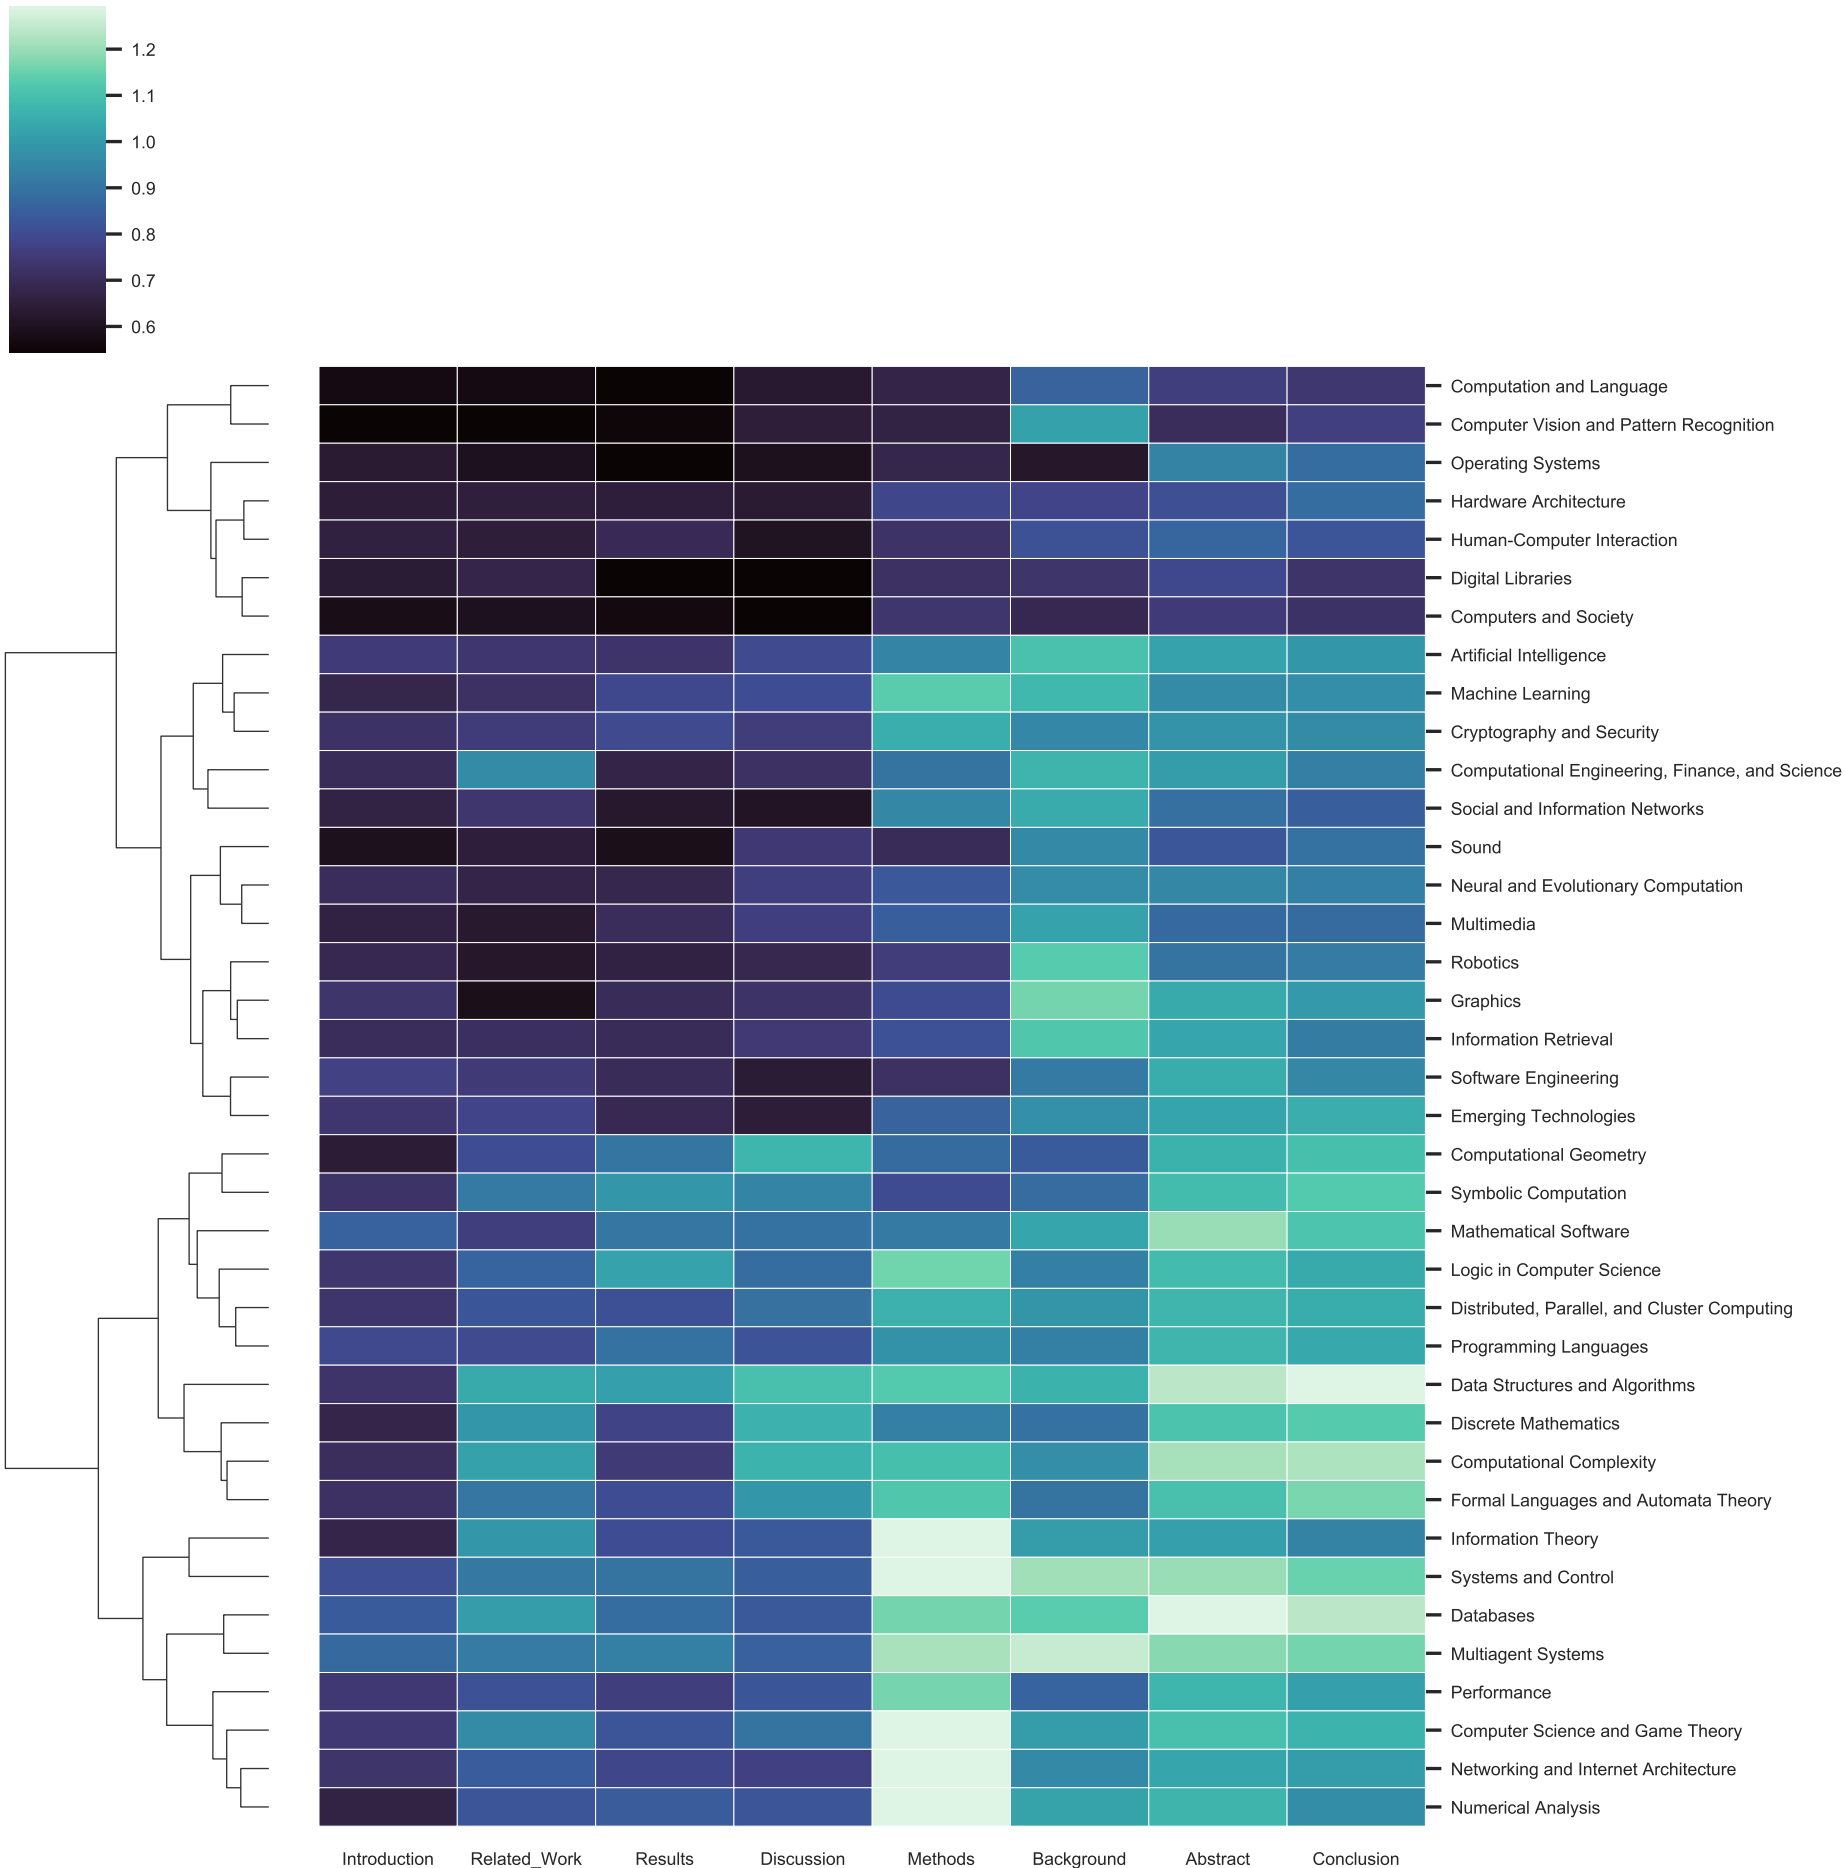 1.2
1.1
1.0
0.9
0.8
0.7
0.6
Computation and Language
Computer Vision and Pattern Recognition
Operating Systems
Hardware Architecture
Human-Computer Interaction
Digital Libraries
Computers and Society
Artificial Intelligence
Machine Learning
Cryptography and Security
Computational Engineering, Finance, and Science
Social and Information Networks
Sound
Neural and Evolutionary Computation
Multimedia
Robotics
Graphics
Information Retrieval
Software Engineering
Emerging Technologies
Computational Geometry
Symbolic Computation
Mathematical Software
Logic in Computer Science
Distributed, Parallel, and Cluster Computing
Programming Languages
Data Structures and Algorithms
Discrete Mathematics
Computational Complexity
Formal Languages and Automata Theory
Information Theory
Systems and Control
Databases
Multiagent Systems
Performance
Computer Science and Game Theory
Networking and Internet Architecture
Numerical Analysis
Introduction Related_Work Results Discussion Methods Background Abstract Conclusion